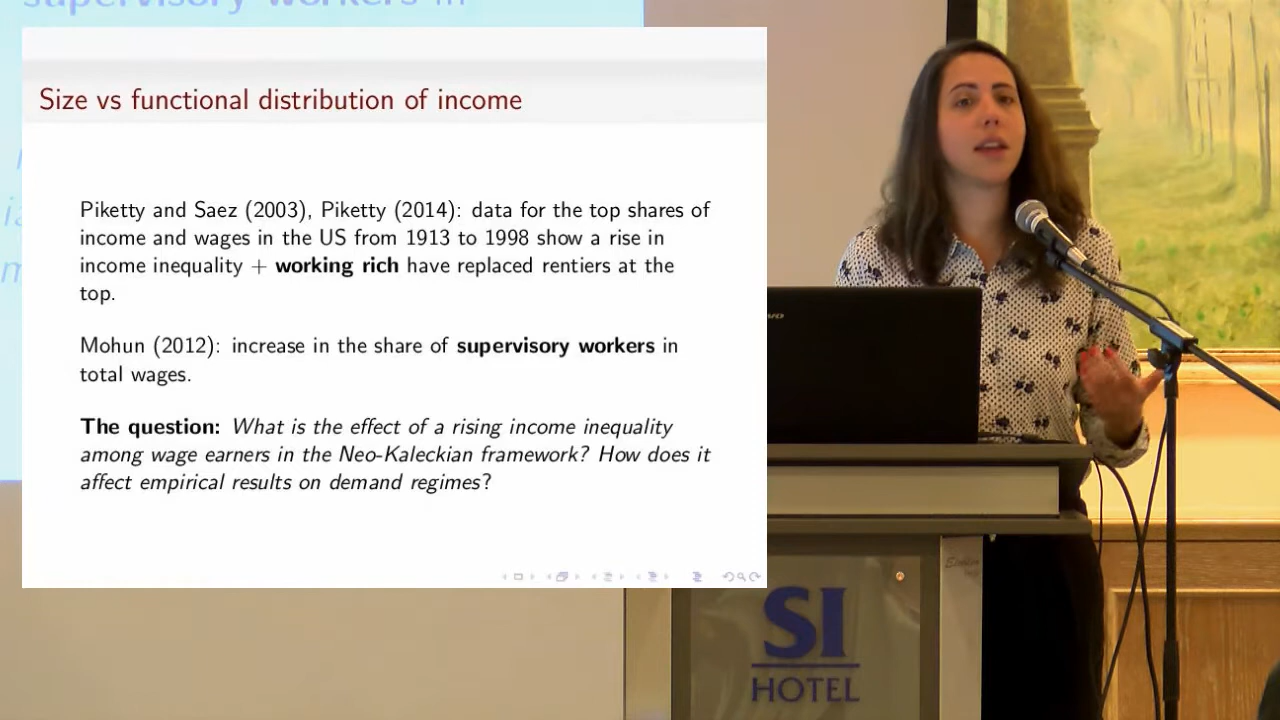 supervisory workers in
Size vs functional distribution of income
Piketty and Saez (2003), Piketty (2014): data for the top shares of
income and wages in the US from 1913 to 1998 show a rise in
income inequality + working rich have replaced rentiers at the
top.
Mohun (2012): increase in the share of supervisory workers in
total wages.
The question: What is the effect of a rising income inequality
among wage earners in the Neo-Kaleckian framework? How does it
affect empirical results on demand regimes?
SI
HOTEL